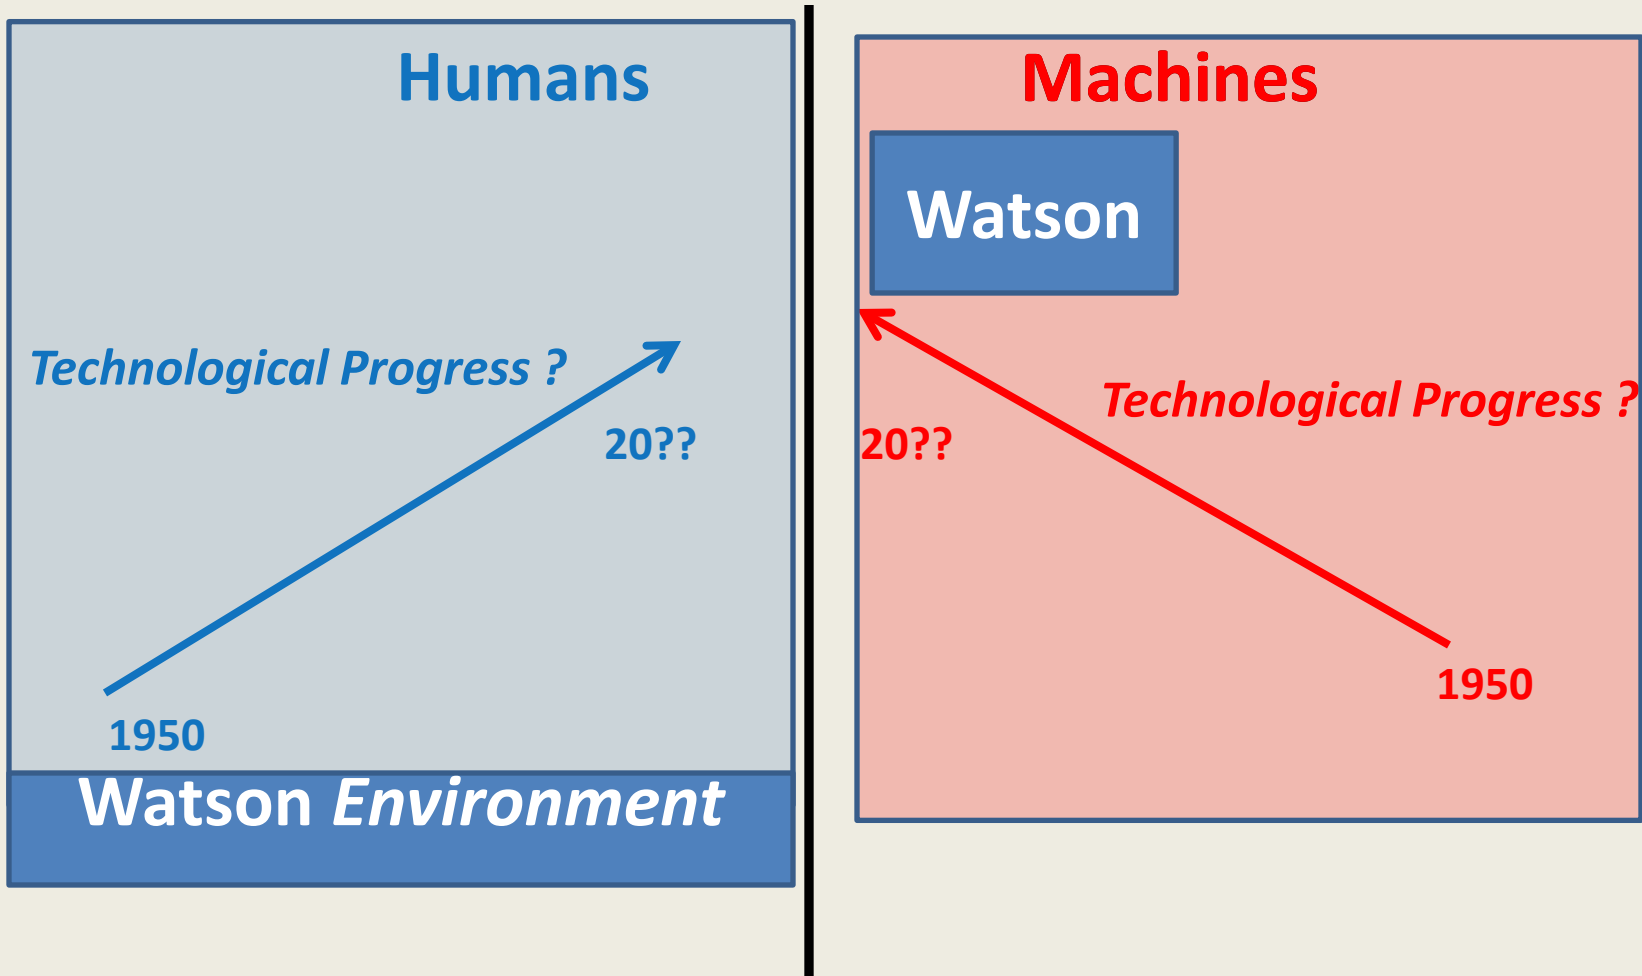 Humans
Technological Progress ?
20??
1950
Watson Environment
Machines
Watson
Technological Progress ?
20??
1950